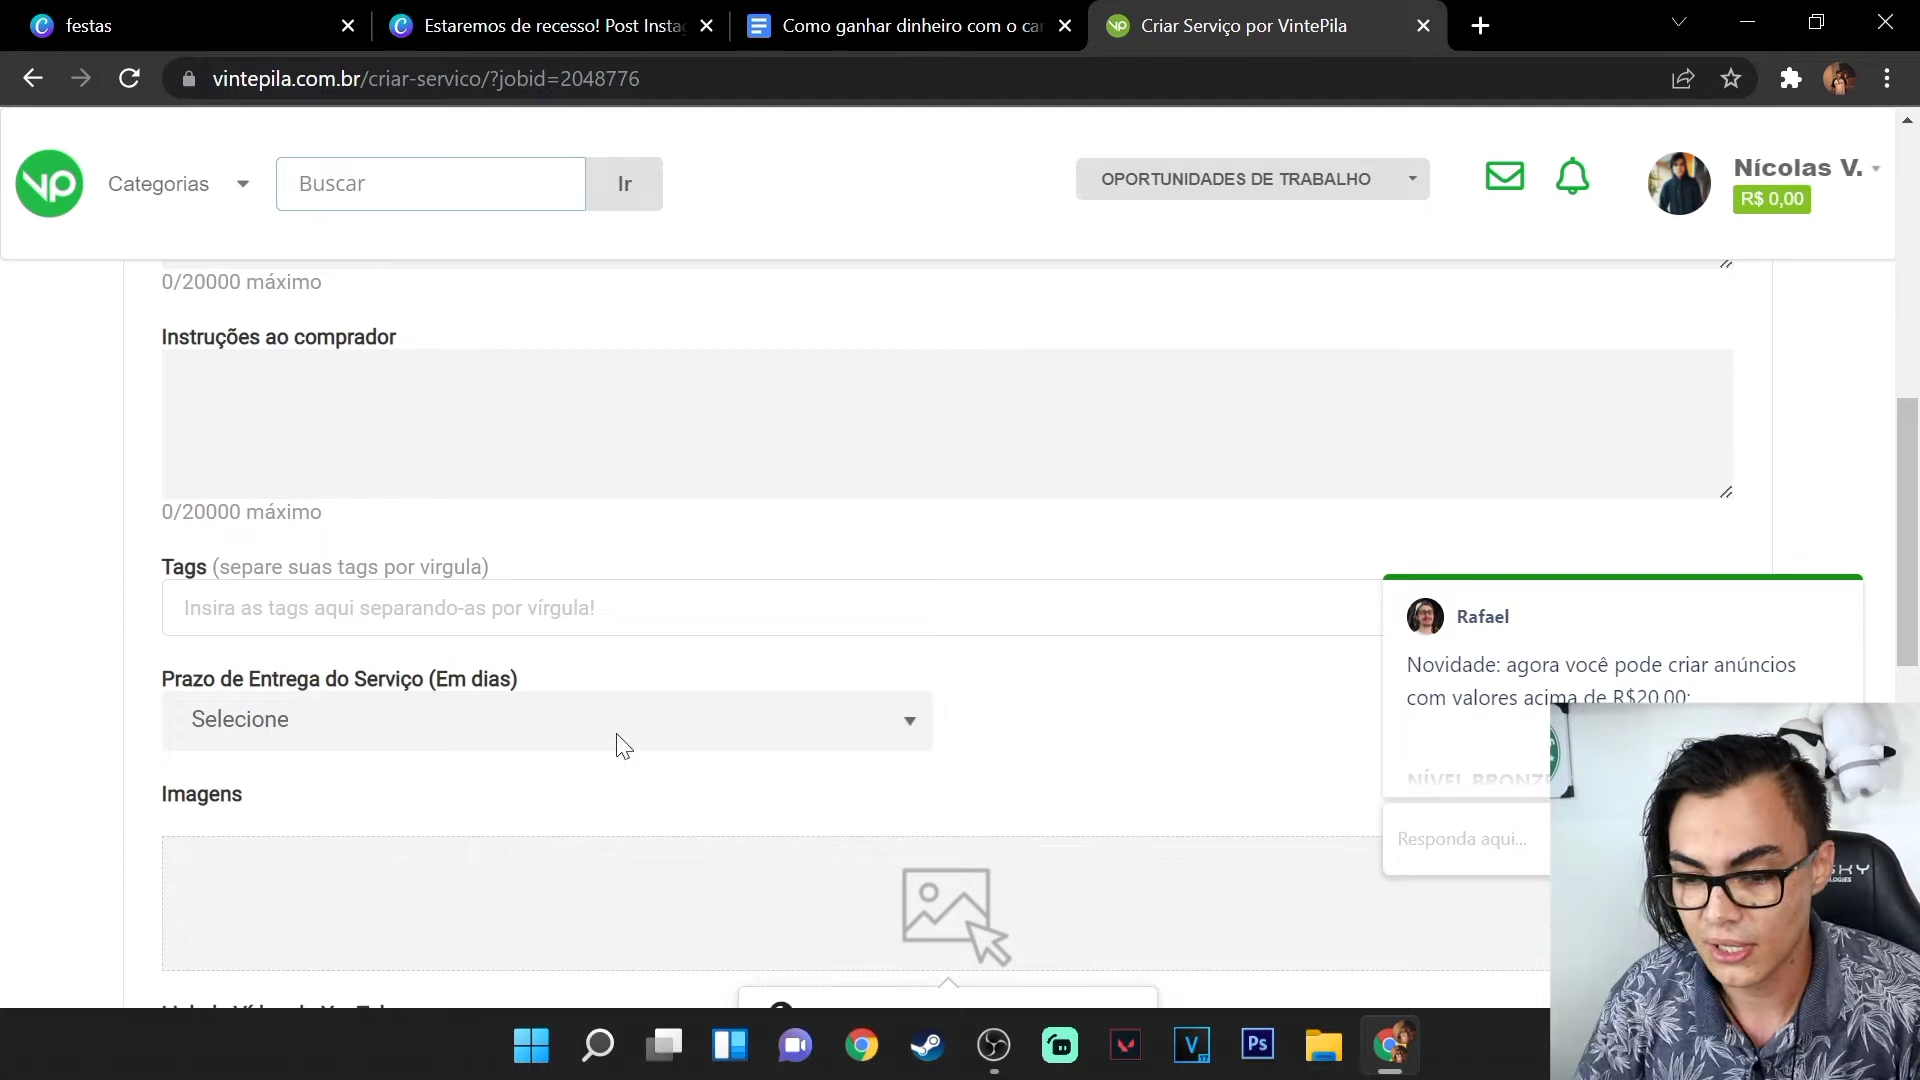 festas
Estaremos de recesso! Post Insta
Como ganhar dinheiro com o ca
Criar Serviço por VintePila
vintepila.com.br/criar-servico/?jobid=2048776
vp
Categorias
Buscar
Ir
OPORTUNIDADES DE TRABALHO
Nícolas V.
R$ 0,00
0/20000 máximo
Instruções ao comprador
0/20000 máximo
Tags (separe suas tags por virgula)
Insira as tags aqui separando-as por vírgula!
Rafael
Novidade: agora você pode criar anúncios
com valores acima de R$20,00:
NÍVEL BRONZE
Prazo de Entrega do Serviço (Em dias)
Selecione
Imagens
Responda aqui...
V
Ps